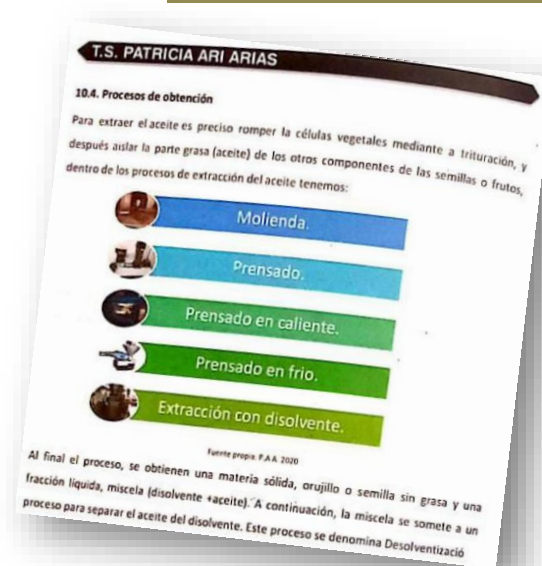 T.S. PATRICIA ARI ARIAS
10.4. Procesos de obtención
Para extraer el aceite es preciso romper la células vegetales mediante a trituración, y
después aislar la parte grasa (aceite) de los otros componentes de las semillas o frutos,
dentro de los procesos de extracción del aceite tenemos:
Molienda.
Prensado.
Prensado en caliente.
Prensado en frio.
Extracción con disolvente.
Fuente propia. P.A.A. 2020
Al final el proceso, se obtienen una materia sólida, orujillo o semilla sin grasa y una
fracción líquida, miscela (disolvente +aceite). A continuación, la miscela se somete a un
proceso para separar el aceite del disolvente. Este proceso se denomina Desolventizació